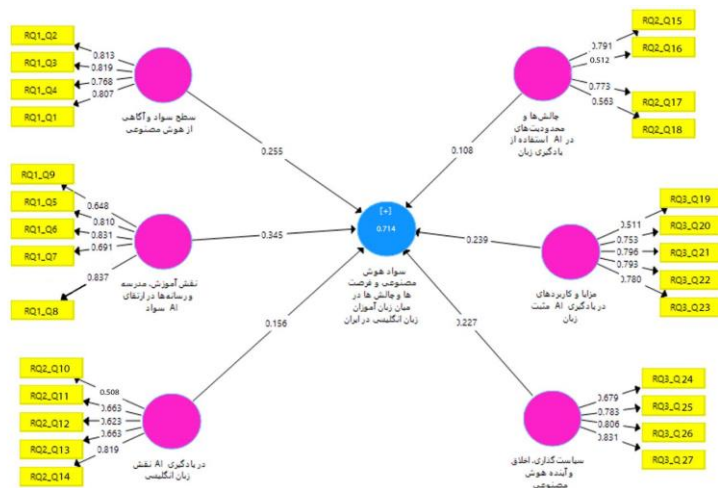 RQ1_Q2
RQ1_Q3
RQ1_Q4
RQ1_Q1
0.813
0.819
0.768
0.807
سطح سواد و آگاهی
از هوش مصنوعی
0.255
RQ1_Q9
RQ1_Q5
RQ1_Q6
RQ1_Q7
RQ1_Q8
0.648
0.810
0.831
0.691
0.837
نقش آموزش، مدرسه
و رسانه‌ها در ارتقای
سواد AI
0.345
RQ2_Q10
RQ2_Q11
RQ2_Q12
RQ2_Q13
RQ2_Q14
0.508
0.663
0.623
0.663
0.819
در یادگیری AI نقش
زبان انگلیسی
0.156
[+]
0.714
سواد هوش
مصنوعی و فرصت
ها و چالش ها در
میان زبان آموزان
زبان انگلیسی در ایران
RQ2_Q15
RQ2_Q16
RQ2_Q17
RQ2_Q18
0.791
0.512
0.773
0.563
چالش‌ها و
محدودیت‌های
در AI استفاده از
یادگیری زبان
0.108
RQ3_Q19
RQ3_Q20
RQ3_Q21
RQ3_Q22
RQ3_Q23
0.511
0.753
0.796
0.793
0.780
مزایا و کاربردهای
در یادگیری AI مثبت
زبان
0.239
RQ3_Q24
RQ3_Q25
RQ3_Q26
RQ3_Q27
0.679
0.783
0.806
0.831
سیاست‌گذاری، اخلاق
و آینده هوش
مصنوعی
0.227